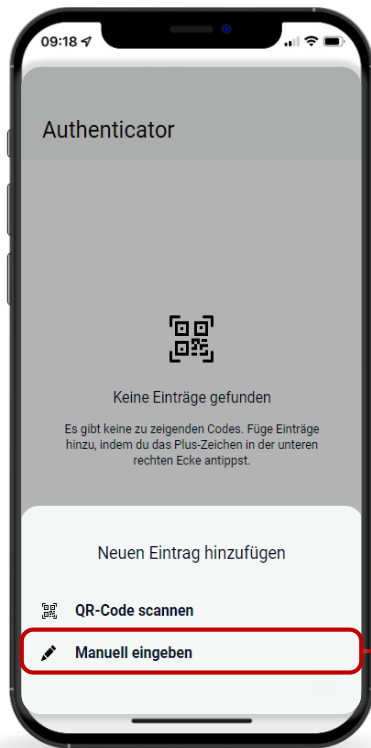 09:18
Authenticator
Keine Einträge gefunden
Es gibt keine zu zeigenden Codes. Füge Einträge
hinzu, indem du das Plus-Zeichen in der unteren
rechten Ecke antippst.
Neuen Eintrag hinzufügen
QR-Code scannen
Manuell eingeben